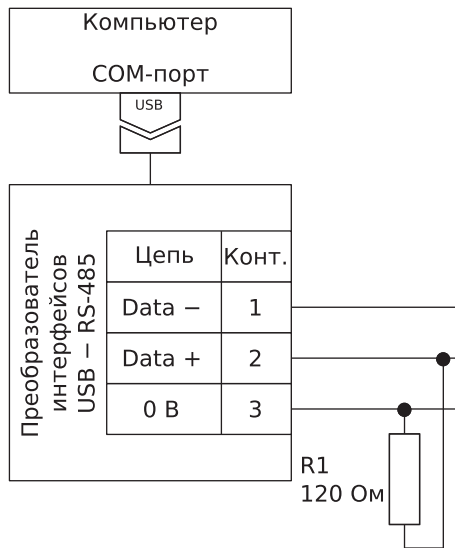 Компьютер
COM-порт
USB
Преобразователь
интерфейсов
USB – RS-485
Цепь Конт.
Data – 1
Data + 2
0 В 3
R1
120 Ом